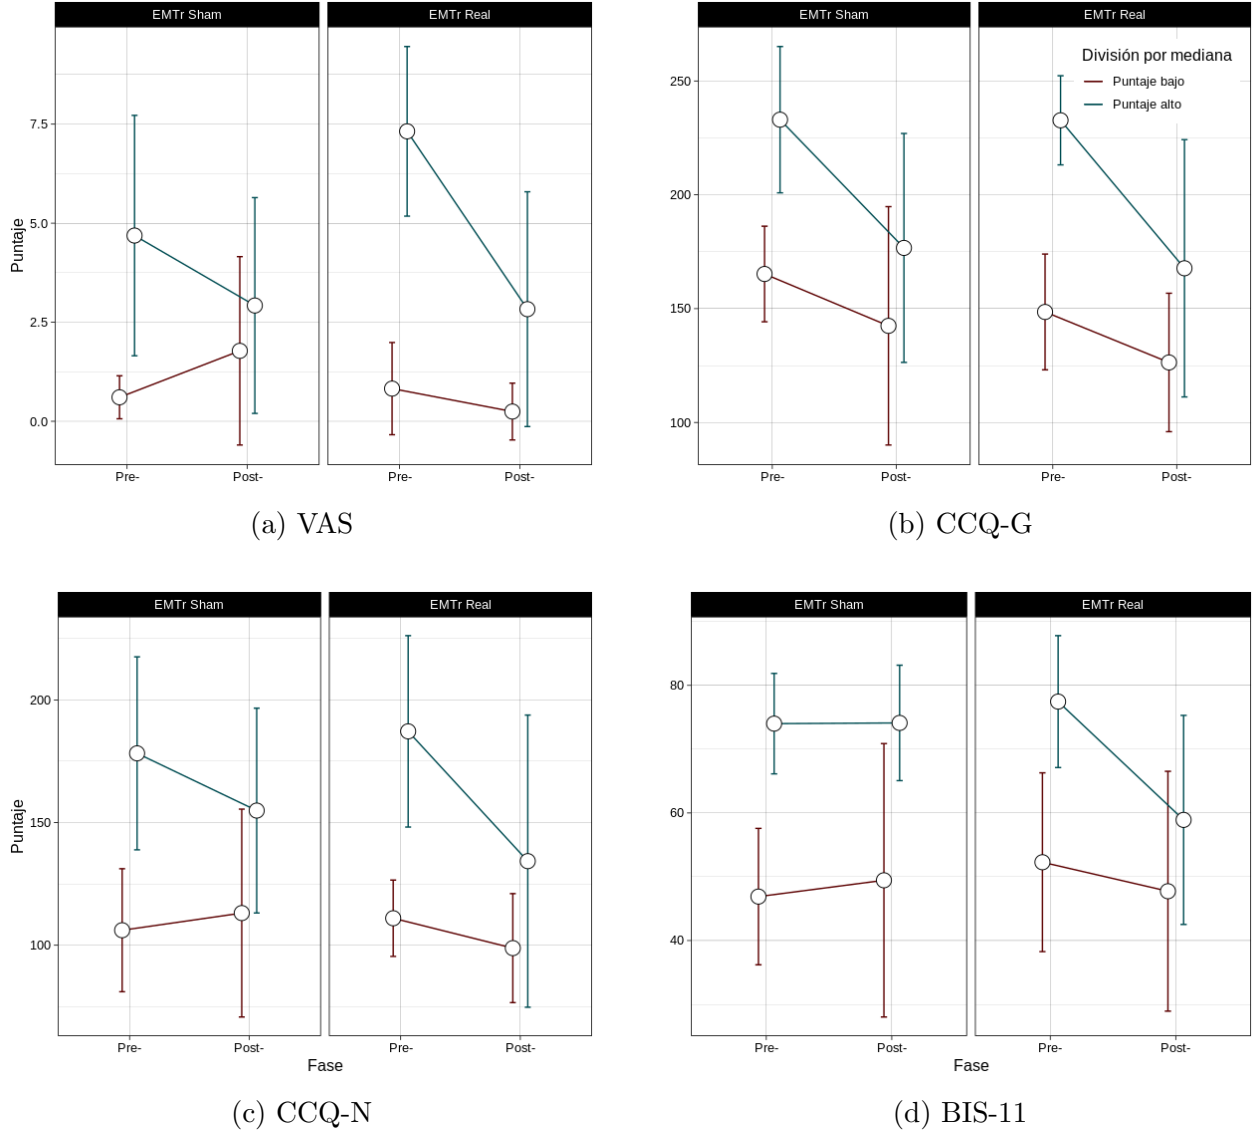 EMTr Sham
EMTr Real
Puntaje
7.5
5.0
2.5
0.0
Pre-
Post-
Pre-
Post-
(a) VAS
EMTr Sham
EMTr Real
División por mediana
Puntaje bajo
Puntaje alto
250
200
150
100
Pre-
Post-
Pre-
Post-
(b) CCQ-G
EMTr Sham
EMTr Real
Puntaje
200
150
100
Pre-
Post-
Pre-
Post-
Fase
(c) CCQ-N
EMTr Sham
EMTr Real
80
60
40
Pre-
Post-
Pre-
Post-
Fase
(d) BIS-11